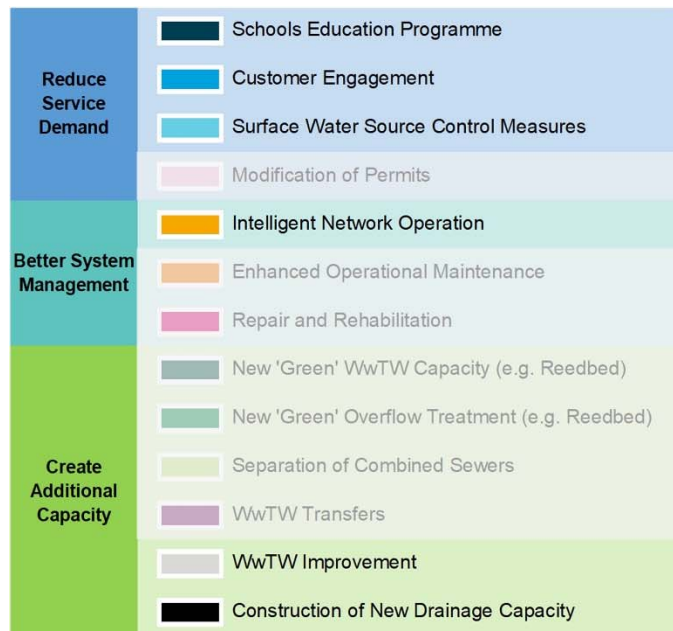 Reduce
Service
Demand
Schools Education Programme
Customer Engagement
Surface Water Source Control Measures
Modification of Permits
Better System
Management
Intelligent Network Operation
Enhanced Operational Maintenance
Repair and Rehabilitation
Create
Additional
Capacity
New 'Green' WwTW Capacity (e.g. Reedbed)
New 'Green' Overflow Treatment (e.g. Reedbed)
Separation of Combined Sewers
WwTW Transfers
WwTW Improvement
Construction of New Drainage Capacity